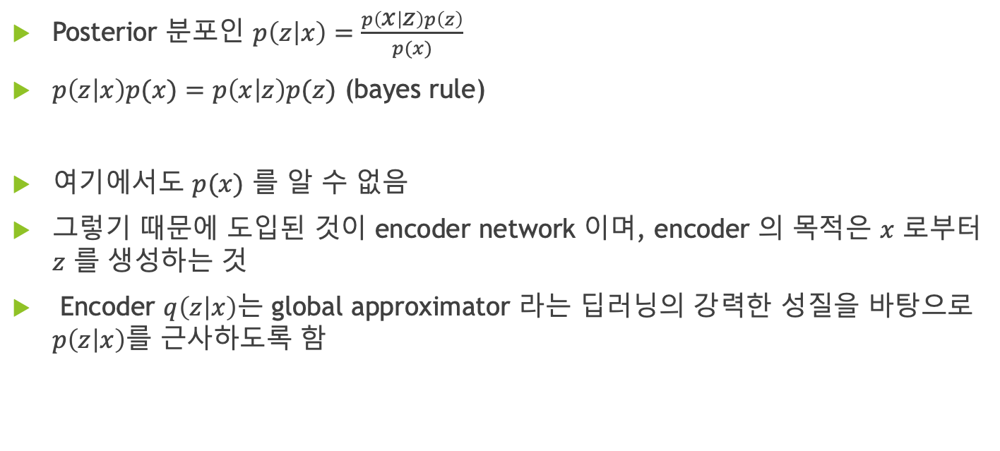 ▶ Posterior 분포인 p(z|x) = p(x|z)p(z) / p(x)
▶ p(z|x)p(x) = p(x|z)p(z) (bayes rule)
▶ 여기에서도 p(x) 를 알 수 없음
▶ 그렇기 때문에 도입된 것이 encoder network 이며, encoder 의 목적은 x 로부터
z 를 생성하는 것
▶ Encoder q(z|x)는 global approximator 라는 딥러닝의 강력한 성질을 바탕으로
p(z|x)를 근사하도록 함